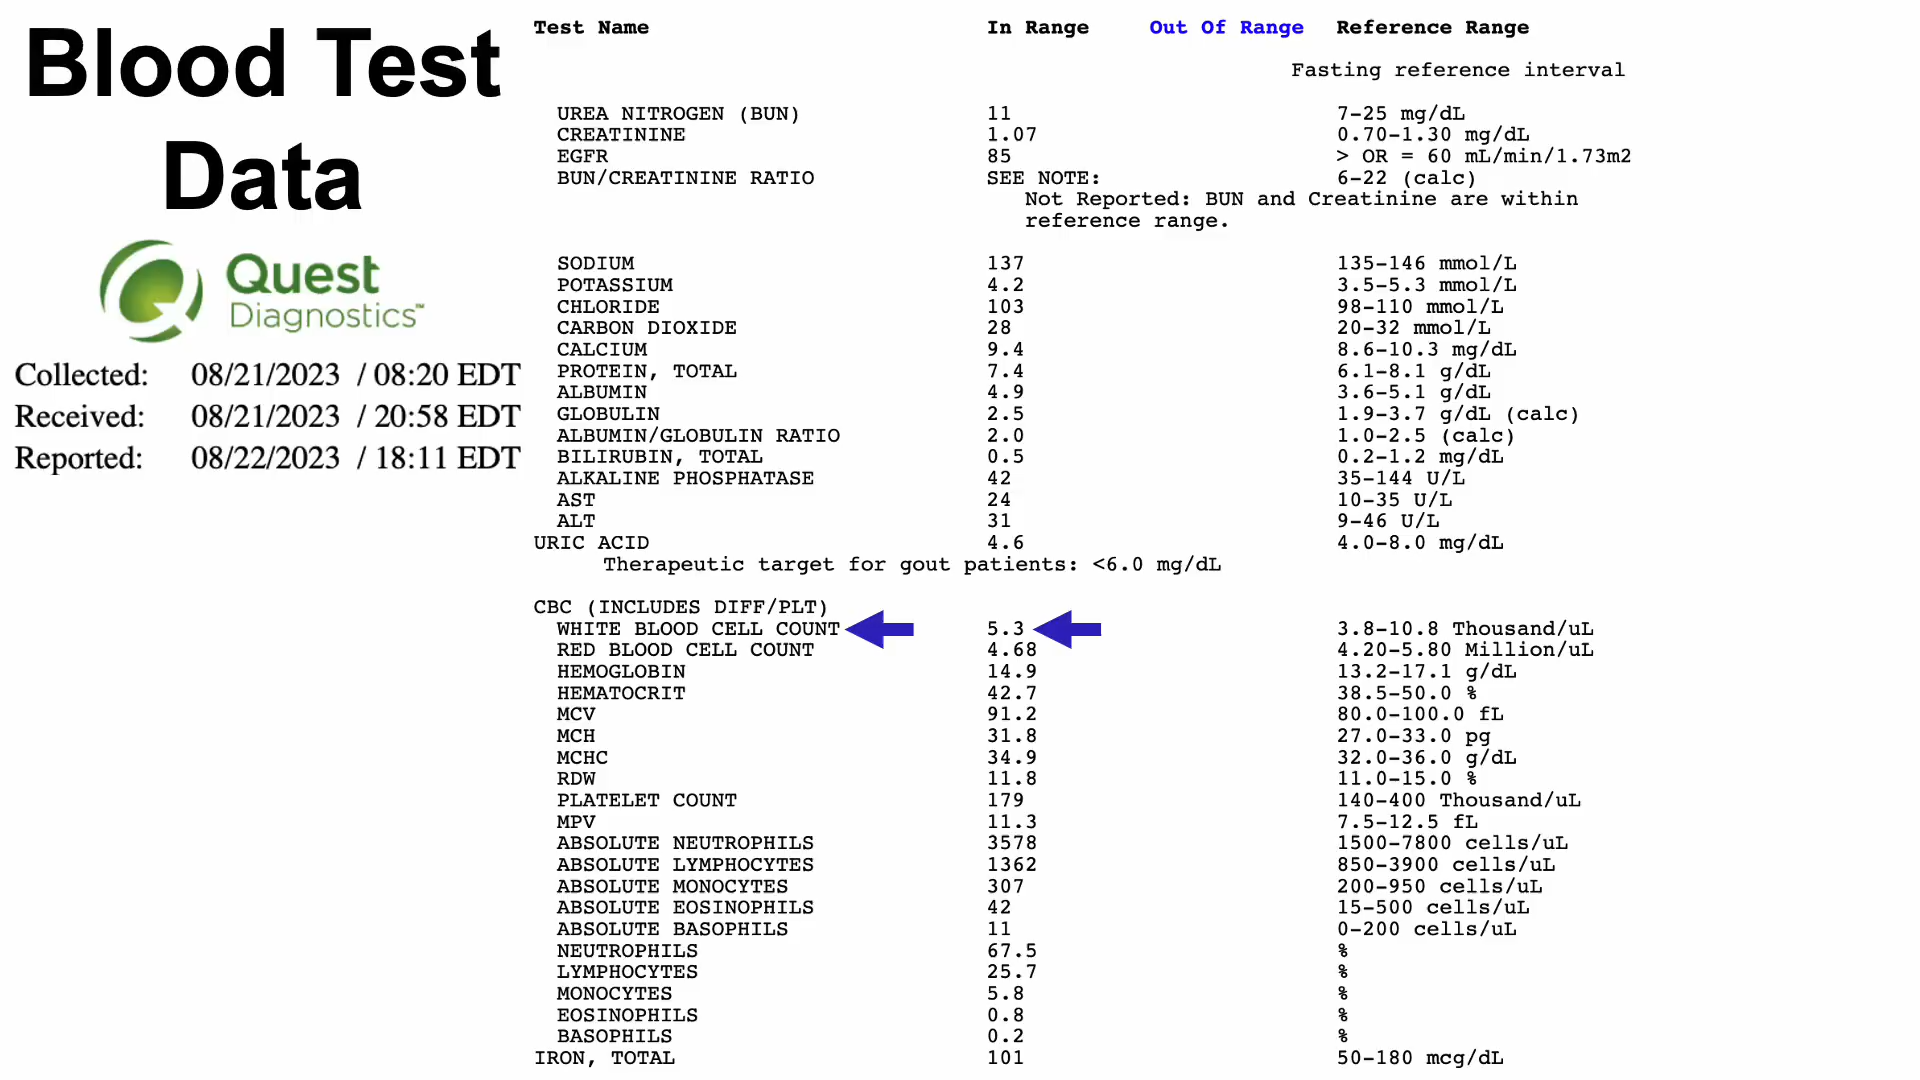 Blood Test
Data
Quest
Diagnostics™
Collected: 08/21/2023 / 08:20 EDT
Received: 08/21/2023 / 20:58 EDT
Reported: 08/22/2023 / 18:11 EDT
Test Name In Range Out Of Range Reference Range
Fasting reference interval
UREA NITROGEN (BUN) 11 7-25 mg/dL
CREATININE 1.07 0.70-1.30 mg/dL
EGFR 85 > OR = 60 mL/min/1.73m2
BUN/CREATININE RATIO SEE NOTE: 6-22 (calc)
Not Reported: BUN and Creatinine are within
reference range.
SODIUM 137 135-146 mmol/L
POTASSIUM 4.2 3.5-5.3 mmol/L
CHLORIDE 103 98-110 mmol/L
CARBON DIOXIDE 28 20-32 mmol/L
CALCIUM 9.4 8.6-10.3 mg/dL
PROTEIN, TOTAL 7.4 6.1-8.1 g/dL
ALBUMIN 4.9 3.6-5.1 g/dL
GLOBULIN 2.5 1.9-3.7 g/dL (calc)
ALBUMIN/GLOBULIN RATIO 2.0 1.0-2.5 (calc)
BILIRUBIN, TOTAL 0.5 0.2-1.2 mg/dL
ALKALINE PHOSPHATASE 42 35-144 U/L
AST 24 10-35 U/L
ALT 31 9-46 U/L
URIC ACID 4.6 4.0-8.0 mg/dL
Therapeutic target for gout patients: <6.0 mg/dL
CBC (INCLUDES DIFF/PLT)
WHITE BLOOD CELL COUNT 5.3 3.8-10.8 Thousand/uL
RED BLOOD CELL COUNT 4.68 4.20-5.80 Million/uL
HEMOGLOBIN 14.9 13.2-17.1 g/dL
HEMATOCRIT 42.7 38.5-50.0 %
MCV 91.2 80.0-100.0 fL
MCH 31.8 27.0-33.0 pg
MCHC 34.9 32.0-36.0 g/dL
RDW 11.8 11.0-15.0 %
PLATELET COUNT 179 140-400 Thousand/uL
MPV 11.3 7.5-12.5 fL
ABSOLUTE NEUTROPHILS 3578 1500-7800 cells/uL
ABSOLUTE LYMPHOCYTES 1362 850-3900 cells/uL
ABSOLUTE MONOCYTES 307 200-950 cells/uL
ABSOLUTE EOSINOPHILS 42 15-500 cells/uL
ABSOLUTE BASOPHILS 11 0-200 cells/uL
NEUTROPHILS 67.5 %
LYMPHOCYTES 25.7 %
MONOCYTES 5.8 %
EOSINOPHILS 0.8 %
BASOPHILS 0.2 %
IRON, TOTAL 101 50-180 mcg/dL